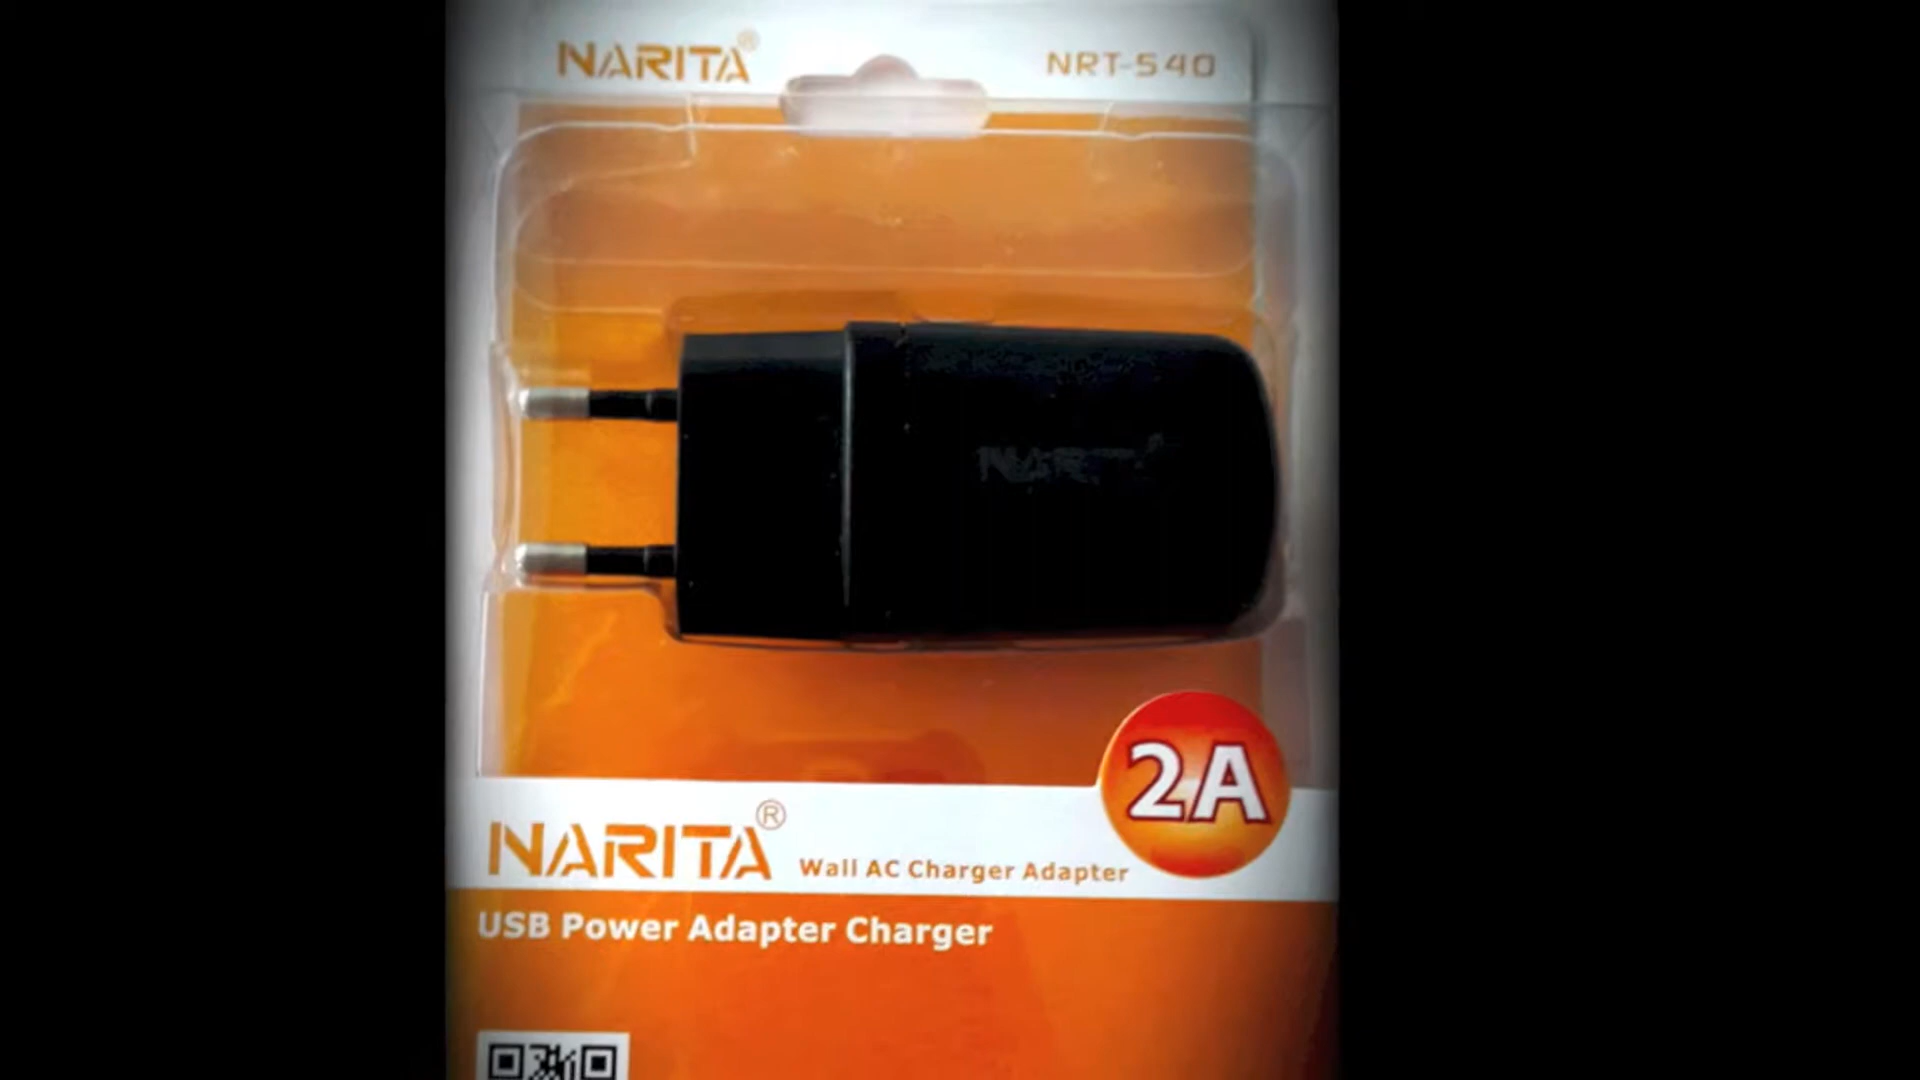 NARITA®
NRT-540
2A
NARITA® Wall AC Charger Adapter
USB Power Adapter Charger